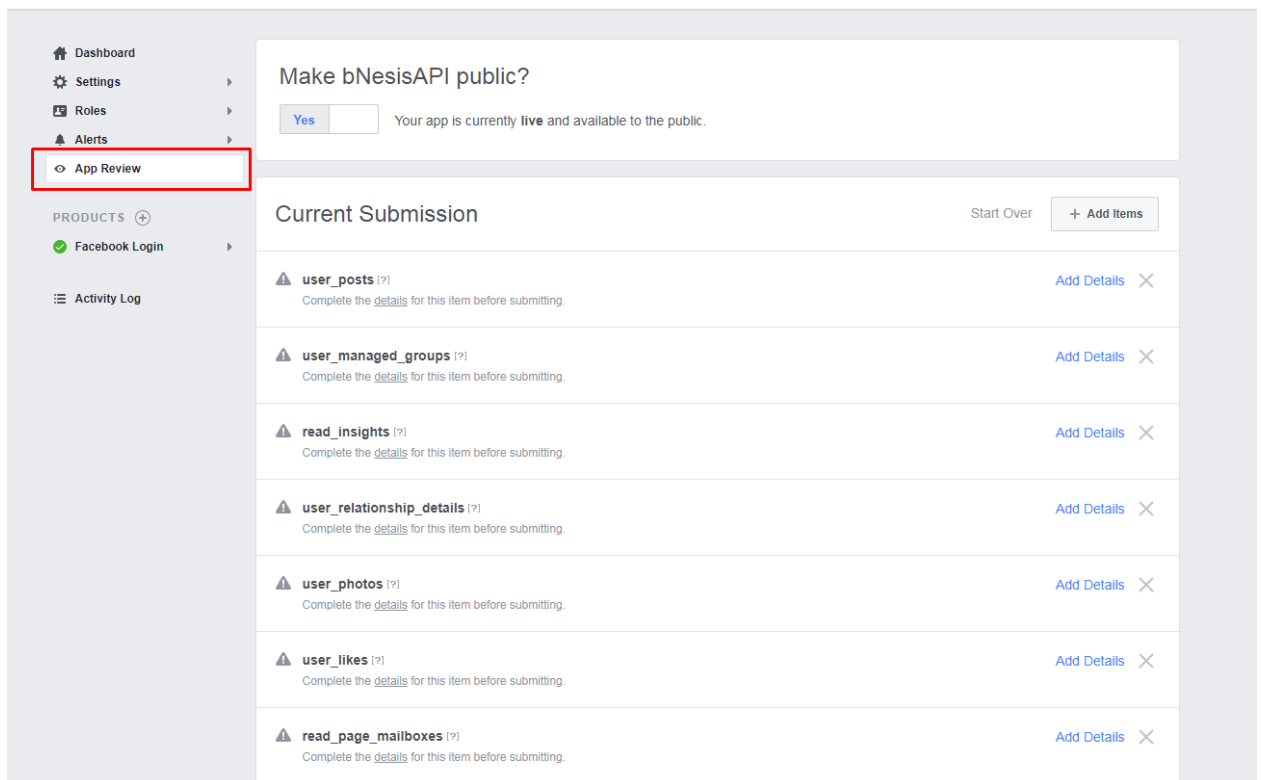 Dashboard
Settings
Roles
Alerts
App Review
PRODUCTS
Facebook Login
Activity Log
Make bNesisAPI public?
Yes
Your app is currently live and available to the public.
Current Submission
Start Over
+ Add Items
user_posts [?]
Add Details
Complete the details for this item before submitting.
user_managed_groups [?]
Add Details
Complete the details for this item before submitting.
read_insights [?]
Add Details
Complete the details for this item before submitting.
user_relationship_details [?]
Add Details
Complete the details for this item before submitting.
user_photos [?]
Add Details
Complete the details for this item before submitting.
user_likes [?]
Add Details
Complete the details for this item before submitting.
read_page_mailboxes [?]
Add Details
Complete the details for this item before submitting.